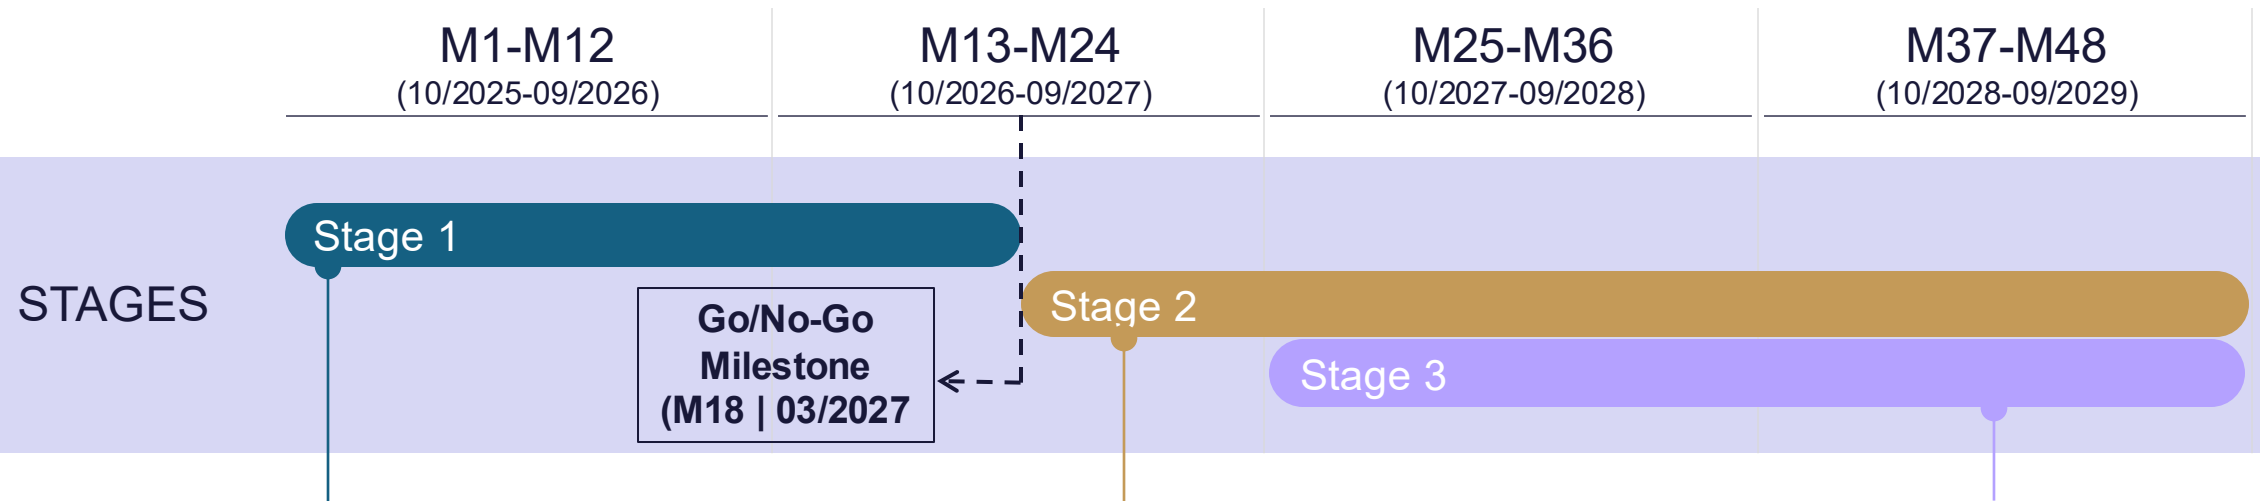 M1-M12
(10/2025-09/2026)
M13-M24
(10/2026-09/2027)
M25-M36
(10/2027-09/2028)
M37-M48
(10/2028-09/2029)
STAGES
Stage 1
Go/No-Go
Milestone
(M18 | 03/2027
Stage 2
Stage 3